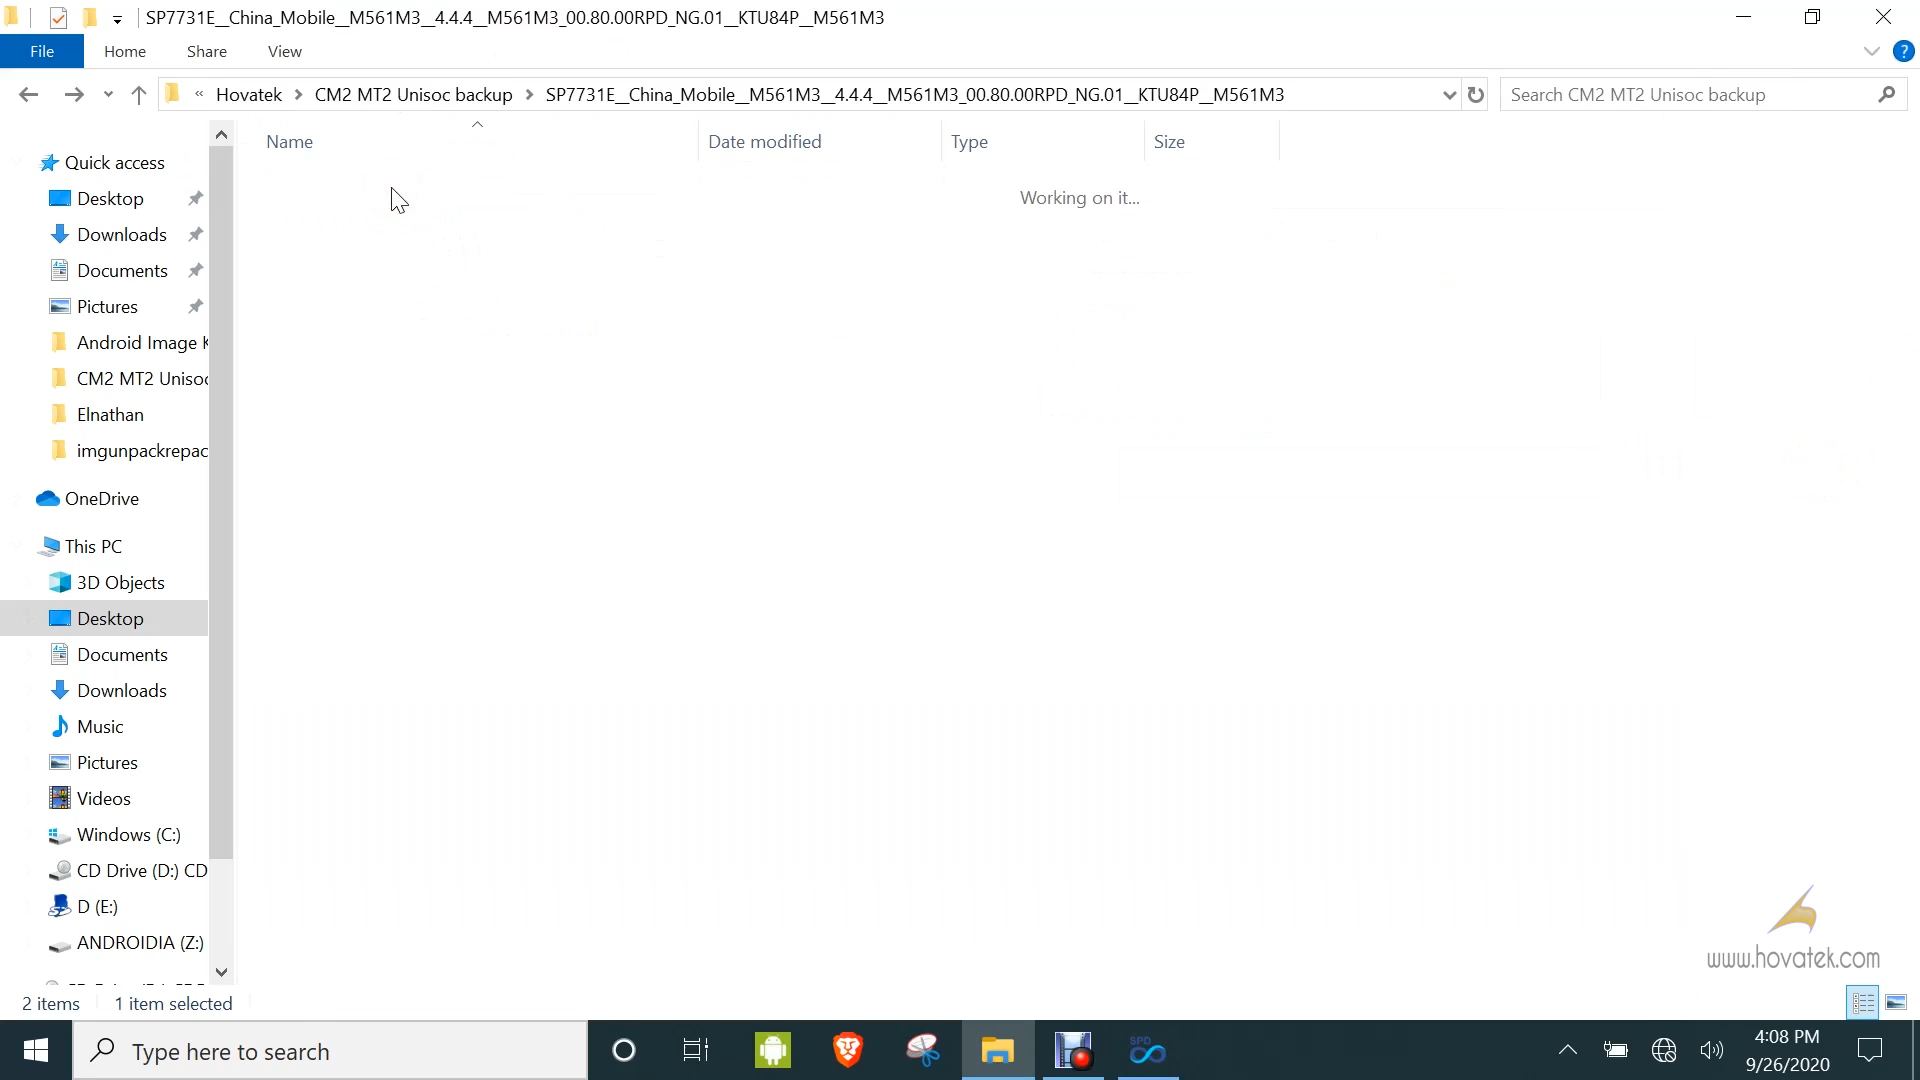 SP7731E__China_Mobile__M561M3__4.4.4__M561M3_00.80.00RPD_NG.01__KTU84P__M561M3
File Home Share View
?
« Hovatek > CM2 MT2 Unisoc backup > SP7731E__China_Mobile__M561M3__4.4.4__M561M3_00.80.00RPD_NG.01__KTU84P__M561M3
Search CM2 MT2 Unisoc backup
Name Date modified Type Size
Working on it...
Quick access
Desktop
Downloads
Documents
Pictures
Android Image K
CM2 MT2 Unisoc
Elnathan
imgunpackrepac
OneDrive
This PC
3D Objects
Desktop
Documents
Downloads
Music
Pictures
Videos
Windows (C:)
CD Drive (D:) CD
D (E:)
ANDROIDIA (Z:)
www.hovatek.com
2 items 1 item selected
Type here to search
SPD
4:08 PM
9/26/2020